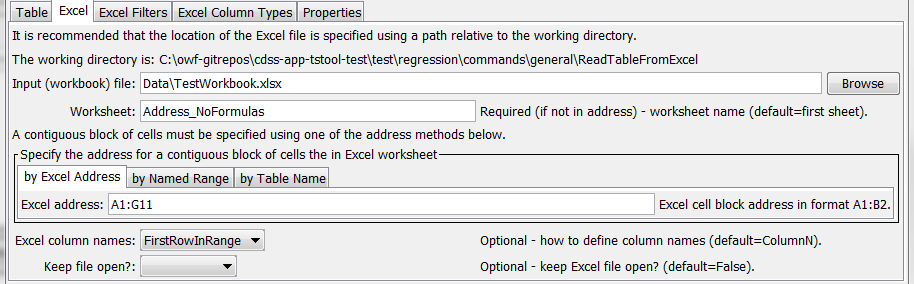 Table Excel Excel Filters Excel Column Types Properties
It is recommended that the location of the Excel file is specified using a path relative to the working directory.
The working directory is: C:\owf-gitrepos\cdss-app-tstool-test\test\regression\commands\general\ReadTableFromExcel
Input (workbook) file: Data\TestWorkbook.xlsx Browse
Worksheet: Address_NoFormulas Required (if not in address) - worksheet name (default=first sheet).
A contiguous block of cells must be specified using one of the address methods below.
Specify the address for a contiguous block of cells the in Excel worksheet
by Excel Address by Named Range by Table Name
Excel address: A1:G11 Excel cell block address in format A1:B2.
Excel column names: FirstRowInRange Optional - how to define column names (default=ColumnN).
Keep file open?: Optional - keep Excel file open? (default=False).